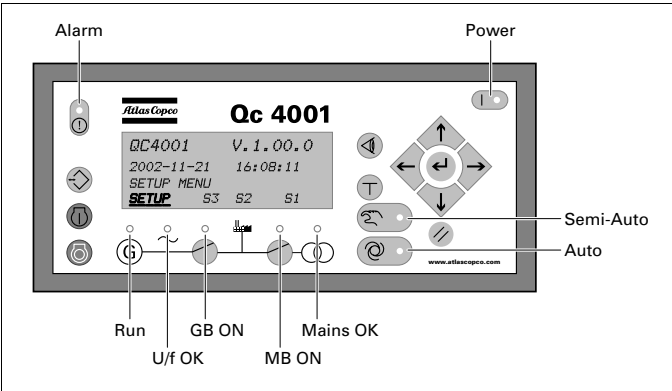 Alarm
Power
Atlas Copco
Qc 4001
QC4001 V.1.00.0
2002-11-21 16:08:11
SETUP MENU
SETUP S3 S2 S1
G
Semi-Auto
Auto
www.atlascopco.com
Run
GB ON
Mains OK
U/f OK
MB ON